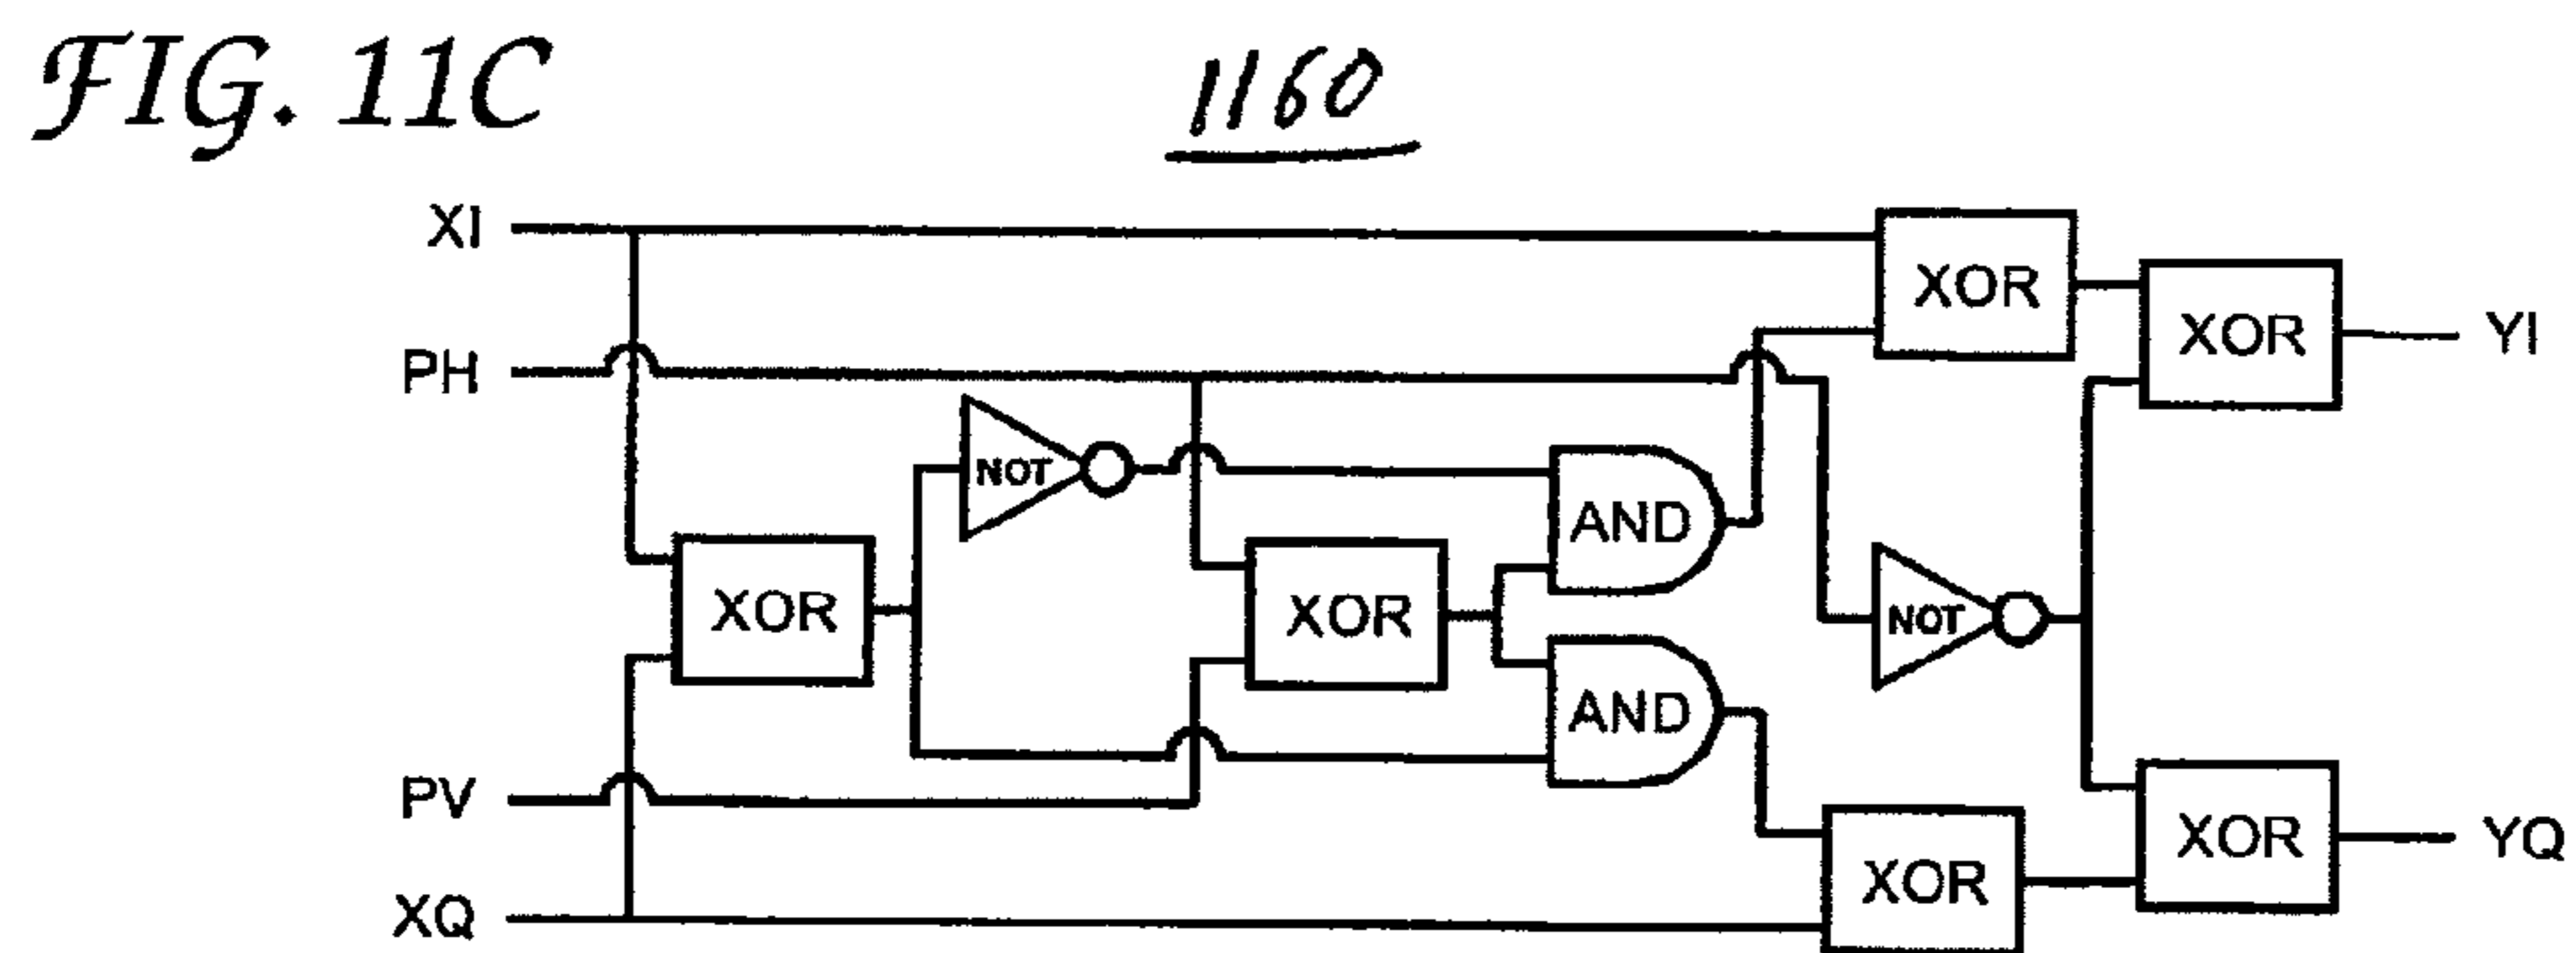 FIG. 11C
1160
XI
XOR
XOR
YI
PH
NOT
AND
XOR
XOR
NOT
AND
PV
XOR
YQ
XQ
XOR